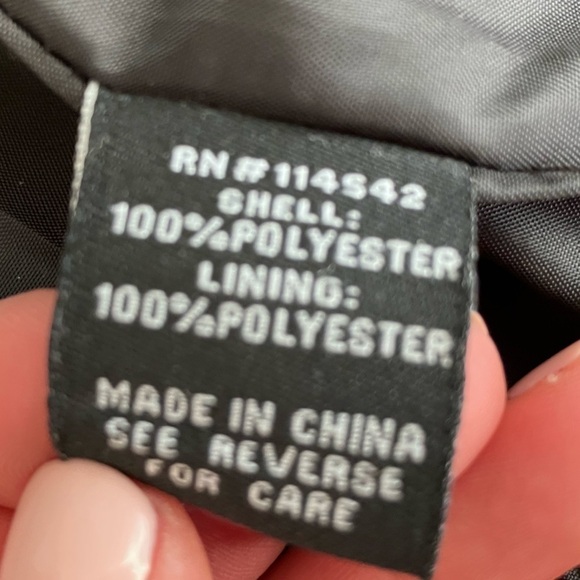 RN#114542
SHELL:
100%POLYESTER
LINING:
100%POLYESTER
MADE IN CHINA
SEE REVERSE
FOR CARE